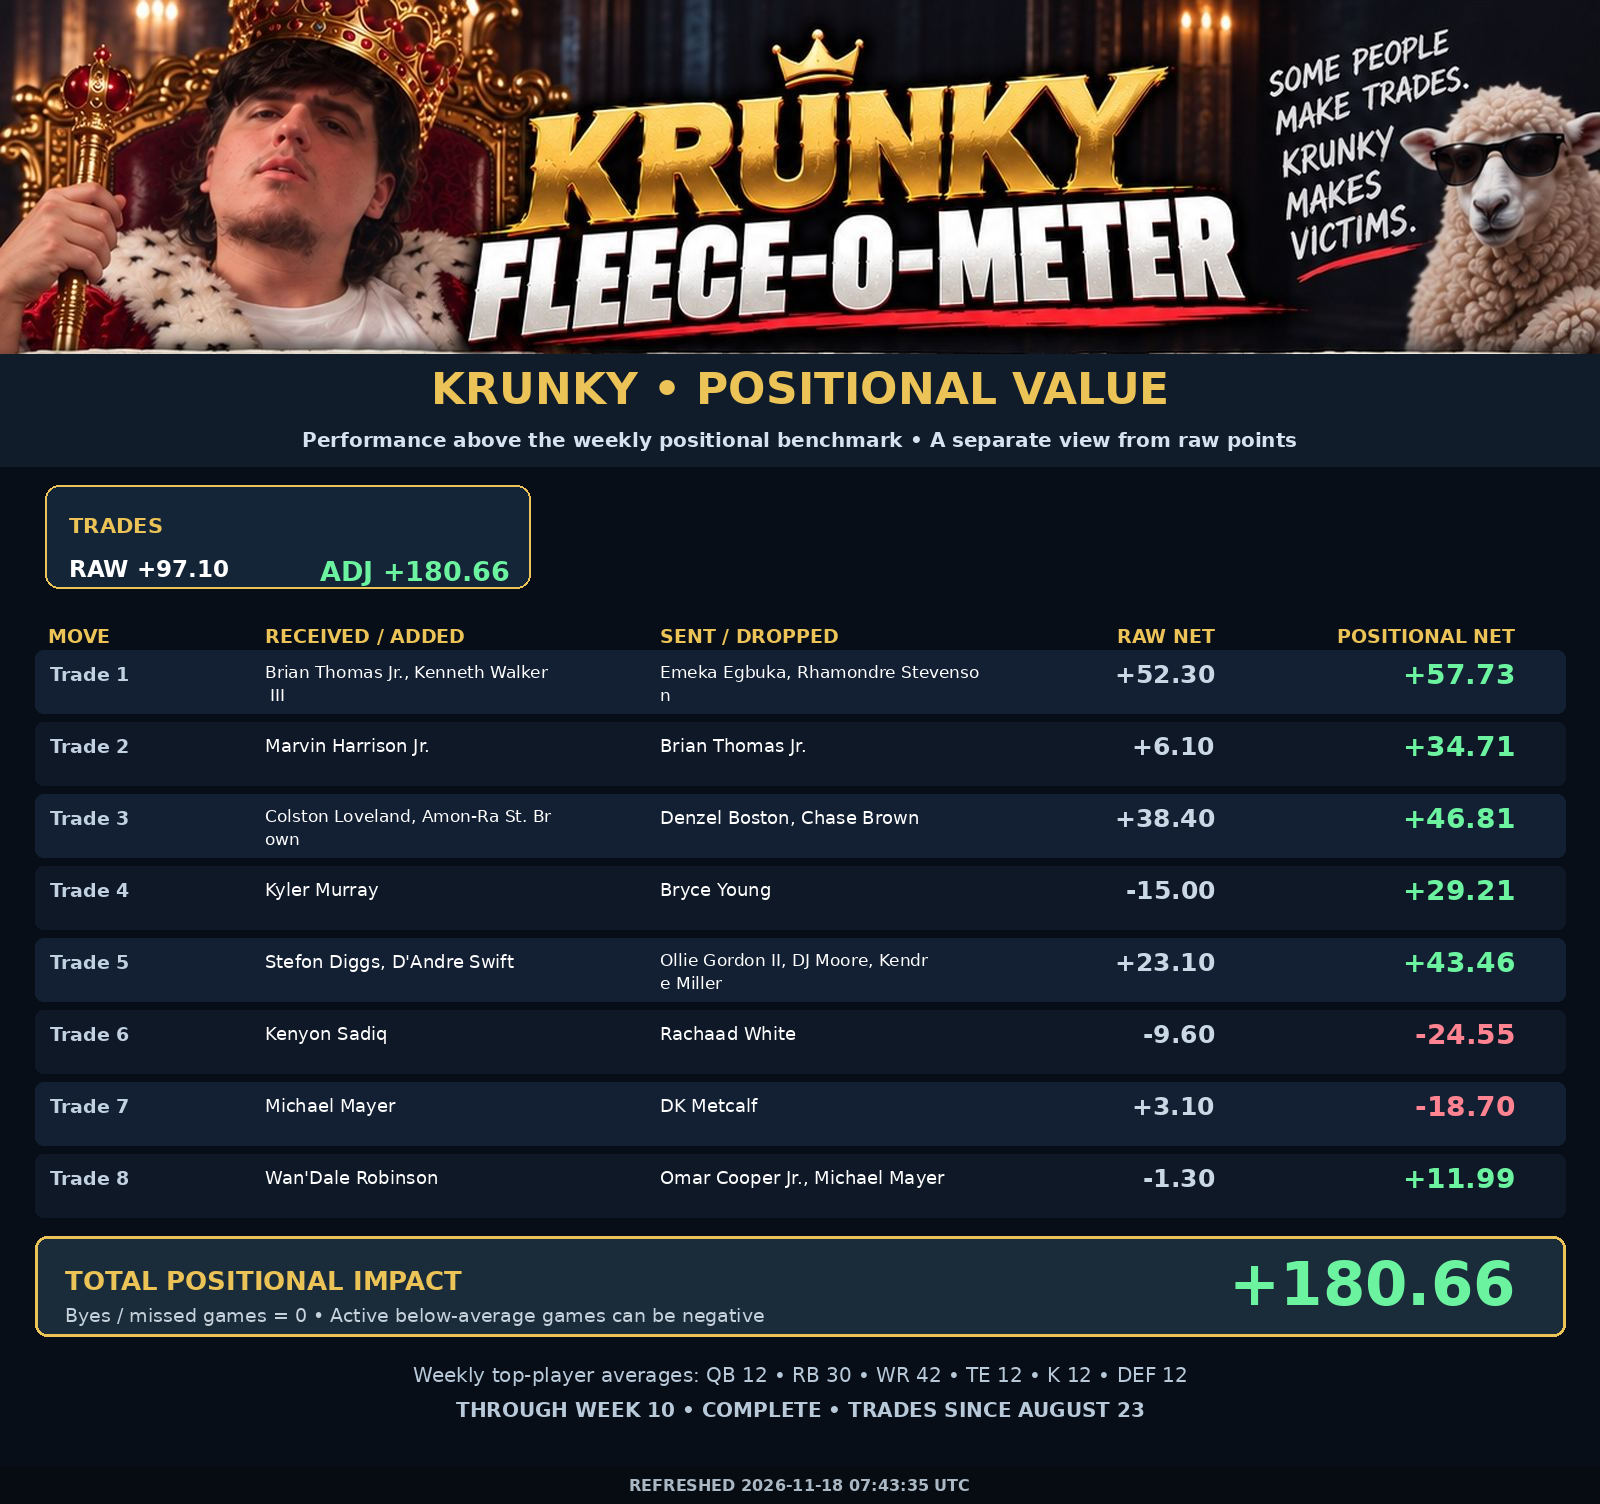 KRUNKY
FLEECE-O-METER
SOME PEOPLE
MAKE TRADES.
KRUNKY
MAKES
VICTIMS.
KRUNKY • POSITIONAL VALUE
Performance above the weekly positional benchmark • A separate view from raw points
TRADES
RAW +97.10 ADJ +180.66
MOVE RECEIVED / ADDED SENT / DROPPED RAW NET POSITIONAL NET
Trade 1 Brian Thomas Jr., Kenneth Walker Emeka Egbuka, Rhamondre Stevenso +52.30 +57.73
III n
Trade 2 Marvin Harrison Jr. Brian Thomas Jr. +6.10 +34.71
Trade 3 Colston Loveland, Amon-Ra St. Br Denzel Boston, Chase Brown +38.40 +46.81
own
Trade 4 Kyler Murray Bryce Young -15.00 +29.21
Trade 5 Stefon Diggs, D'Andre Swift Ollie Gordon II, DJ Moore, Kendr +23.10 +43.46
e Miller
Trade 6 Kenyon Sadiq Rachaad White -9.60 -24.55
Trade 7 Michael Mayer DK Metcalf +3.10 -18.70
Trade 8 Wan'Dale Robinson Omar Cooper Jr., Michael Mayer -1.30 +11.99
TOTAL POSITIONAL IMPACT +180.66
Byes / missed games = 0 • Active below-average games can be negative
Weekly top-player averages: QB 12 • RB 30 • WR 42 • TE 12 • K 12 • DEF 12
THROUGH WEEK 10 • COMPLETE • TRADES SINCE AUGUST 23
REFRESHED 2026-11-18 07:43:35 UTC